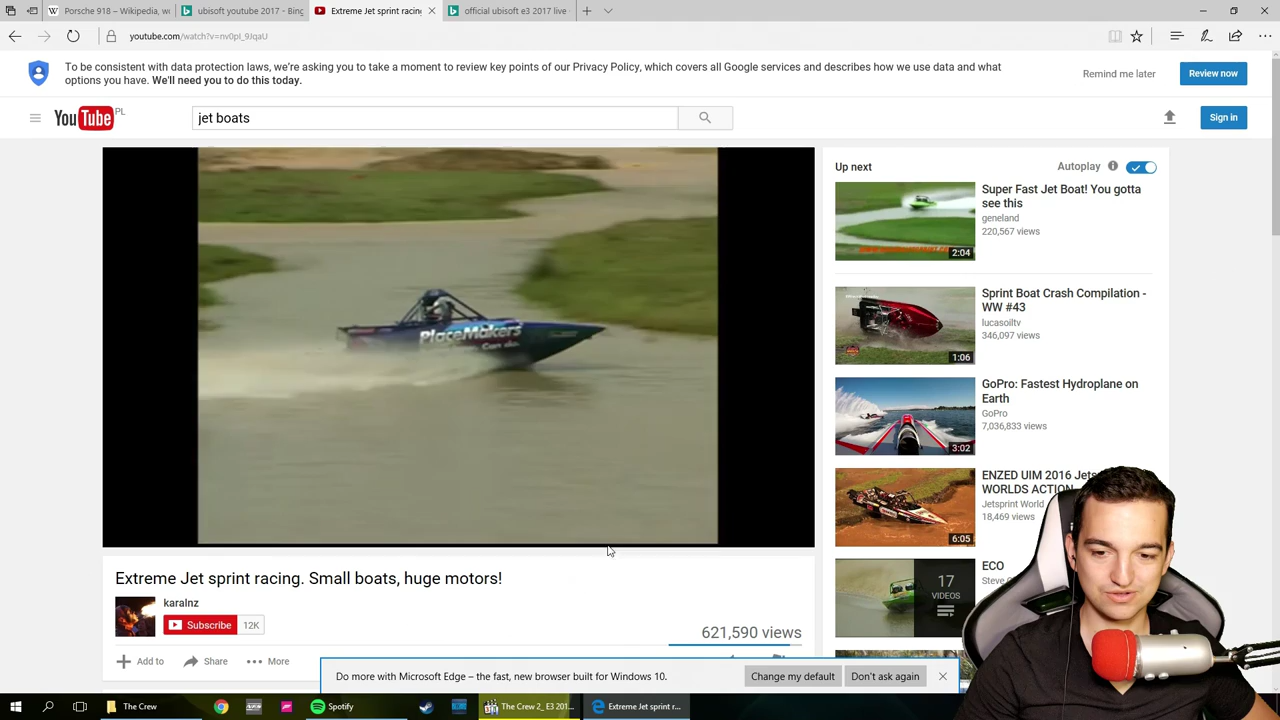 Porsche 918 – Wikipedia, w
ubisoft youtube 2017 - Bing
Extreme Jet sprint racing
official ubisoft e3 2017 live
youtube.com/watch?v=nv0pI_9JqaU
To be consistent with data protection laws, we're asking you to take a moment to review key points of our Privacy Policy, which covers all Google services and describes how we use data and what
options you have. We'll need you to do this today.
Remind me later
Review now
YouTube PL
jet boats
Sign in
PlaceMakers
Up next
Autoplay
Super Fast Jet Boat! You gotta
see this
geneland
220,567 views
2:04
Sprint Boat Crash Compilation -
WW #43
lucasoiltv
346,097 views
1:06
GoPro: Fastest Hydroplane on
Earth
GoPro
7,036,833 views
3:02
ENZED UIM 2016 Jets
WORLDS ACTION
Jetsprint World
18,469 views
6:05
ECO
Steve
17
VIDEOS
Extreme Jet sprint racing. Small boats, huge motors!
karalnz
Subscribe 12K
621,590 views
Add to
Share
More
Do more with Microsoft Edge – the fast, new browser built for Windows 10.
Change my default
Don't ask again
The Crew
Spotify
The Crew 2_ E3 201...
Extreme Jet sprint r...